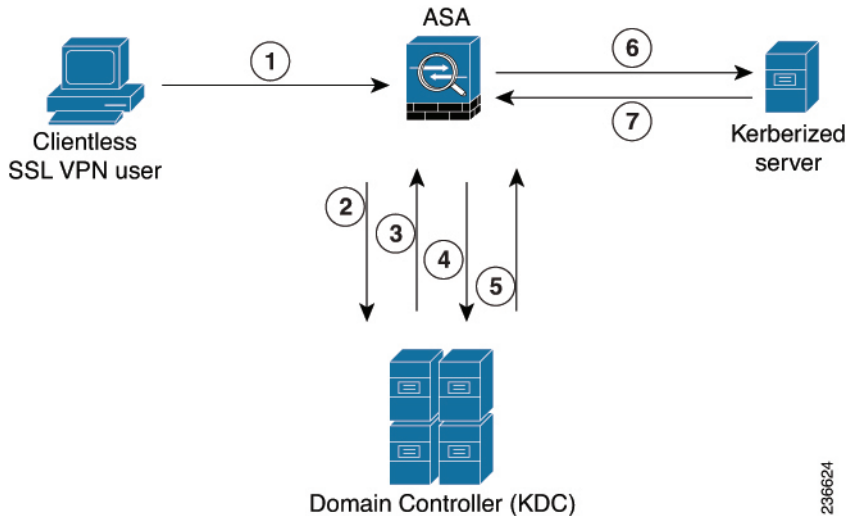 ASA
1
6
7
Clientless
SSL VPN user
Kerberized
server
2
3
4
5
Domain Controller (KDC)
236624